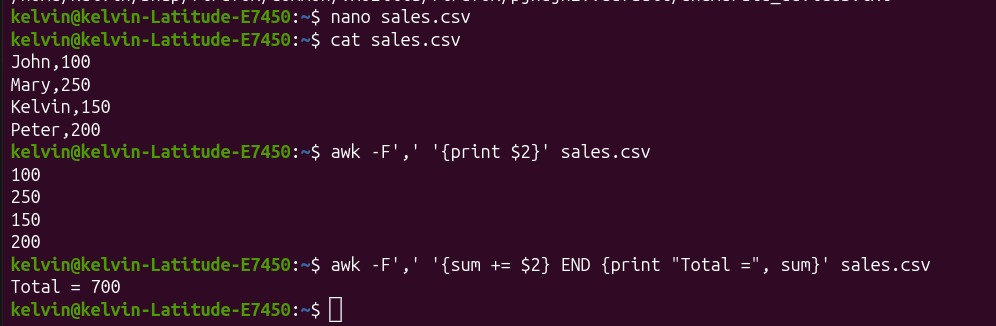 kelvin@kelvin-Latitude-E7450:~$ nano sales.csv
kelvin@kelvin-Latitude-E7450:~$ cat sales.csv
John,100
Mary,250
Kelvin,150
Peter,200
kelvin@kelvin-Latitude-E7450:~$ awk -F',' '{print $2}' sales.csv
100
250
150
200
kelvin@kelvin-Latitude-E7450:~$ awk -F',' '{sum += $2} END {print "Total =", sum}' sales.csv
Total = 700
kelvin@kelvin-Latitude-E7450:~$